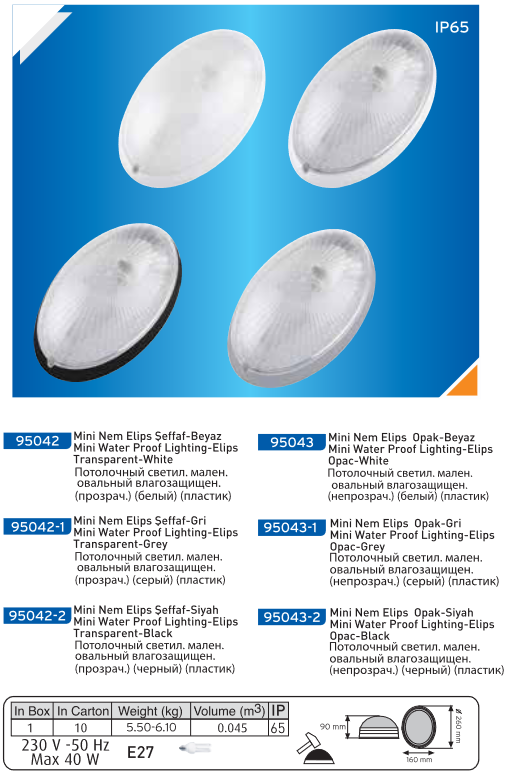 IP65
95042
Mini Nem Elips Şeffaf-Beyaz
Mini Water Proof Lighting-Elips
Transparent-White
Потолочный светил. мален.
овальный влагозащищен.
(прозрач.) (белый) (пластик)
95043
Mini Nem Elips Opak-Beyaz
Mini Water Proof Lighting-Elips
Opac-White
Потолочный светил. мален.
овальный влагозащищен.
(непрозрач.) (белый) (пластик)
95042-1
Mini Nem Elips Şeffaf-Gri
Mini Water Proof Lighting-Elips
Transparent-Grey
Потолочный светил. мален.
овальный влагозащищен.
(прозрач.) (серый) (пластик)
95043-1
Mini Nem Elips Opak-Gri
Mini Water Proof Lighting-Elips
Opac-Grey
Потолочный светил. мален.
овальный влагозащищен.
(непрозрач.) (серый) (пластик)
95042-2
Mini Nem Elips Şeffaf-Siyah
Mini Water Proof Lighting-Elips
Transparent-Black
Потолочный светил. мален.
овальный влагозащищен.
(прозрач.) (черный) (пластик)
95043-2
Mini Nem Elips Opak-Siyah
Mini Water Proof Lighting-Elips
Opac-Black
Потолочный светил. мален.
овальный влагозащищен.
(непрозрач.) (черный) (пластик)
In Box In Carton Weight (kg) Volume (m3) IP
1 10 5.50-6.10 0.045 65
230 V -50 Hz
Max 40 W
E27
90 mm
ø 260 mm
160 mm